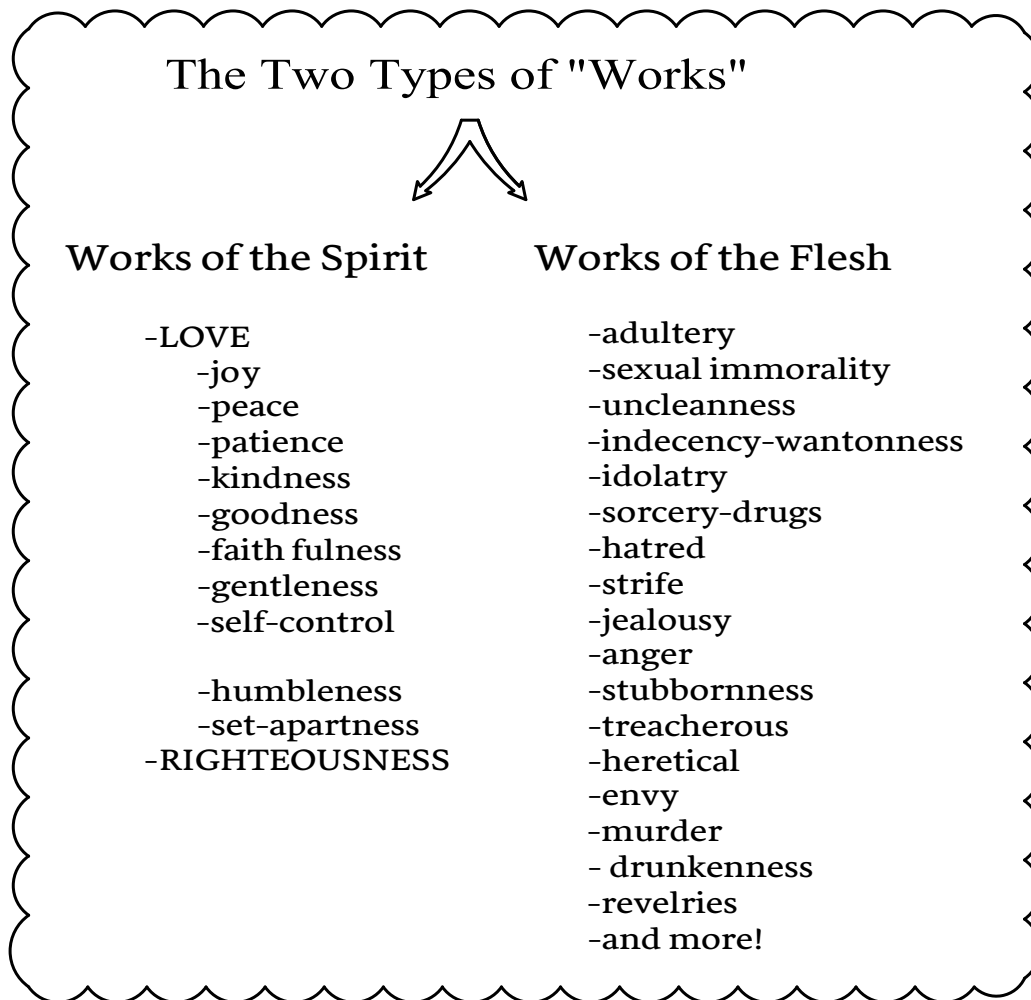 The Two Types of "Works"
Works of the Spirit
-LOVE
-joy
-peace
-patience
-kindness
-goodness
-faith fulness
-gentleness
-self-control
-humbleness
-set-apartness
-RIGHTEOUSNESS
Works of the Flesh
-adultery
-sexual immorality
-uncleanness
-indecency-wantonness
-idolatry
-sorcery-drugs
-hatred
-strife
-jealousy
-anger
-stubbornness
-treacherous
-heretical
-envy
-murder
- drunkenness
-revelries
-and more!